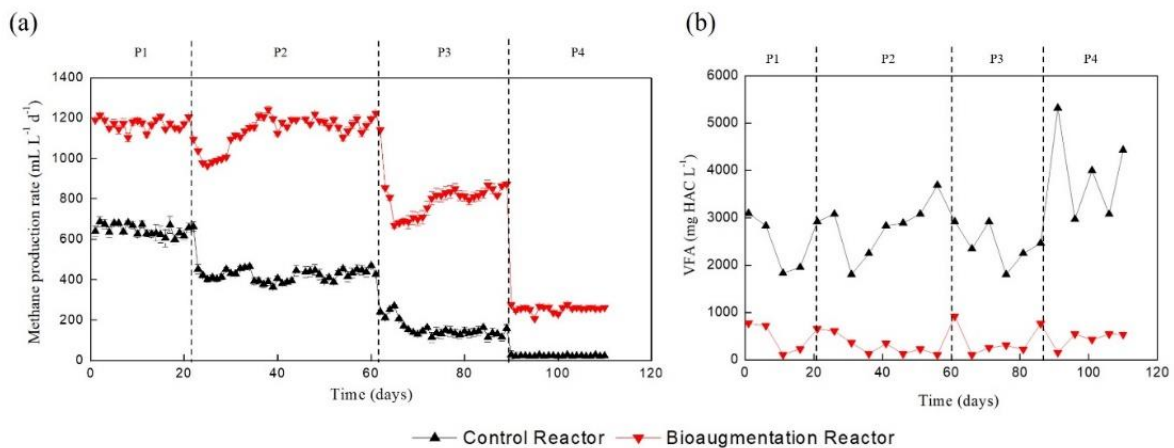 (a)
P1 P2 P3 P4
1400
1200
1000
800
600
400
200
0
Methane production rate (mL L⁻¹ d⁻¹)
0 20 40 60 80 100 120
Time (days)
(b)
P1 P2 P3 P4
6000
5000
4000
3000
2000
1000
0
VFA (mg HAC L⁻¹)
0 20 40 60 80 100 120
Time (days)
Control Reactor Bioaugmentation Reactor